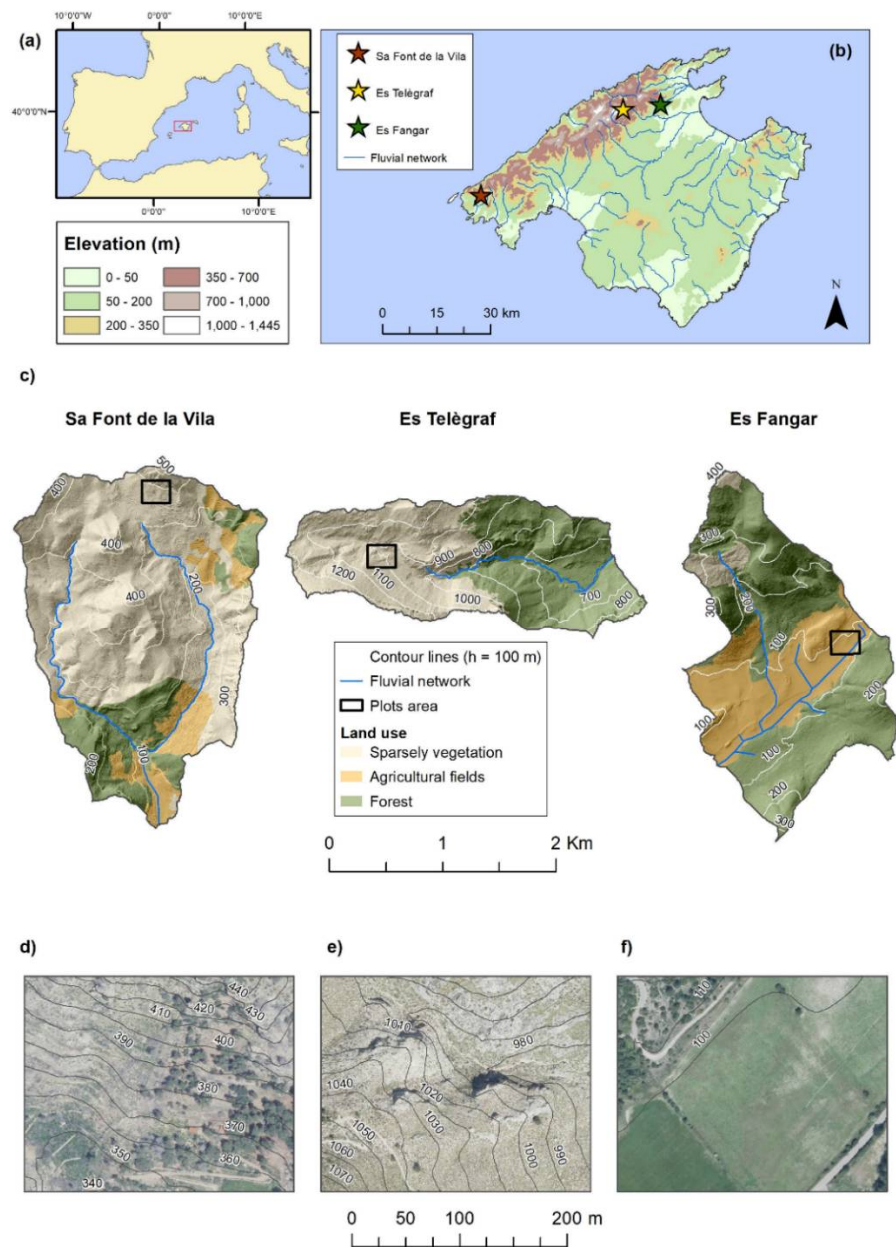 (a)
10°0'0"W
0°0'0"
10°0'0"E
40°0'0"N
0°0'0"
10°0'0"E
Elevation (m)
0 - 50
350 - 700
50 - 200
700 - 1,000
200 - 350
1,000 - 1,445
(b)
Sa Font de la Vila
Es Telègraf
Es Fangar
Fluvial network
0
15
30 km
N
c)
Sa Font de la Vila
Es Telègraf
Es Fangar
500
400
400
200
400
300
200
100
900
800
1200
1100
1000
700
800
400
300
300
200
100
200
100
100
200
300
Contour lines (h = 100 m)
Fluvial network
Plots area
Land use
Sparsely vegetation
Agricultural fields
Forest
0
1
2 Km
d)
e)
f)
440
420
430
410
390
400
380
370
350
360
340
1010
980
1040
1020
1030
1050
1060
1000
990
1070
110
100
0
50
100
200 m